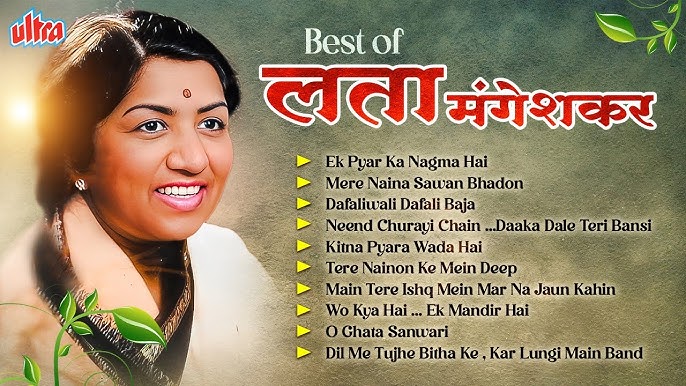 ultra
Best of
लता मंगेशकर
Ek Pyar Ka Nagma Hai
Mere Naina Sawan Bhadon
Dafaliwali Dafali Baja
Neend Churayi Chain ...Daaka Dale Teri Bansi
Kitna Pyara Wada Hai
Tere Nainon Ke Mein Deep
Main Tere Ishq Mein Mar Na Jaun Kahin
Wo Kya Hai ... Ek Mandir Hai
O Ghata Sanwari
Dil Me Tujhe Bitha Ke , Kar Lungi Main Band